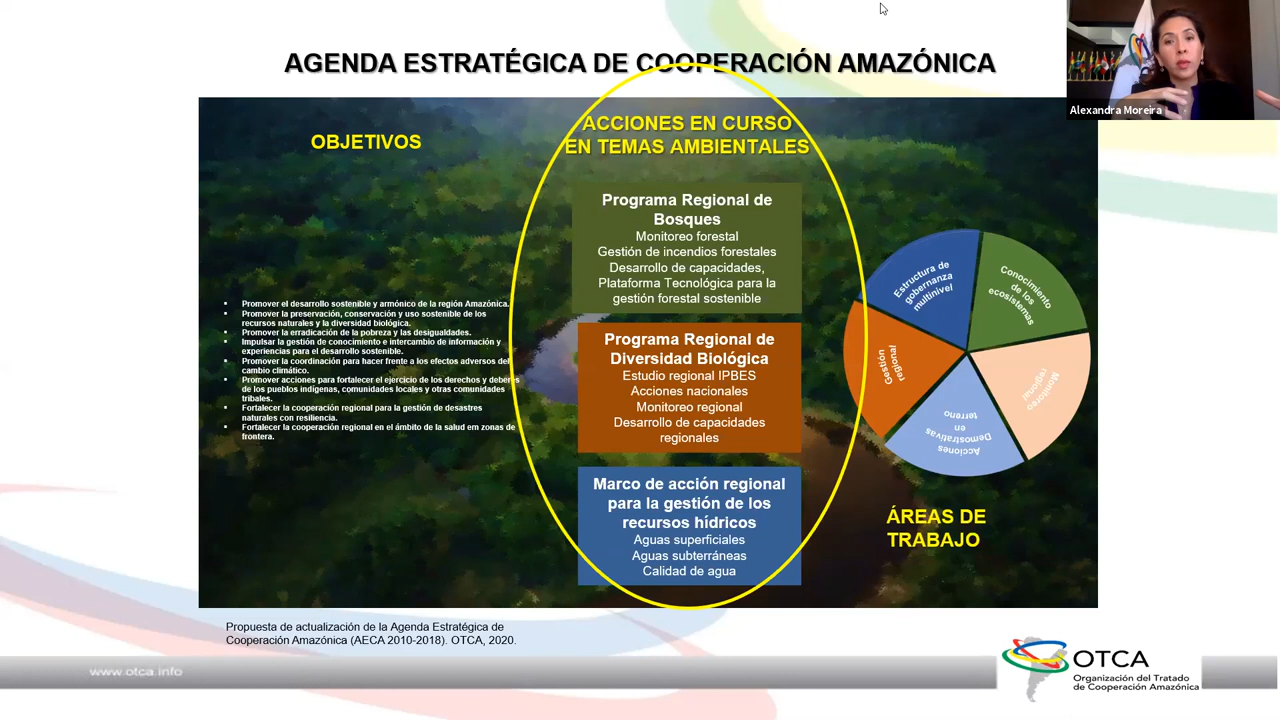 AGENDA ESTRATÉGICA DE COOPERACIÓN AMAZÓNICA
Alexandra Moreira
OBJETIVOS
Promover el desarrollo sostenible y armónico de la región Amazónica.
Promover la preservación, conservación y uso sostenible de los
recursos naturales y la diversidad biológica.
Promover la erradicación de la pobreza y las desigualdades.
Impulsar la gestión de conocimiento e intercambio de información y
experiencias para el desarrollo sostenible.
Promover la coordinación para hacer frente a los efectos adversos del
cambio climático.
Promover acciones para fortalecer el ejercicio de los derechos y deberes
de los pueblos indígenas, comunidades locales y otras comunidades
tribales.
Fortalecer la cooperación regional para la gestión de desastres
naturales con resiliencia.
Fortalecer la cooperación regional en el ámbito de la salud em zonas de
frontera.
ACCIONES EN CURSO
EN TEMAS AMBIENTALES
Programa Regional de
Bosques
Monitoreo forestal
Gestión de incendios forestales
Desarrollo de capacidades,
Plataforma Tecnológica para la
gestión forestal sostenible
Programa Regional de
Diversidad Biológica
Estudio regional IPBES
Acciones nacionales
Monitoreo regional
Desarrollo de capacidades
regionales
Marco de acción regional
para la gestión de los
recursos hídricos
Aguas superficiales
Aguas subterráneas
Calidad de agua
Estructura de
gobernanza
multinivel
Conocimiento
de los
ecosistemas
Monitoreo
regional
Acciones
Demostrativas
en
terreno
Gestión
regional
ÁREAS DE
TRABAJO
Propuesta de actualización de la Agenda Estratégica de
Cooperación Amazónica (AECA 2010-2018). OTCA, 2020.
www.otca.info
OTCA
Organización del Tratado
de Cooperación Amazónica